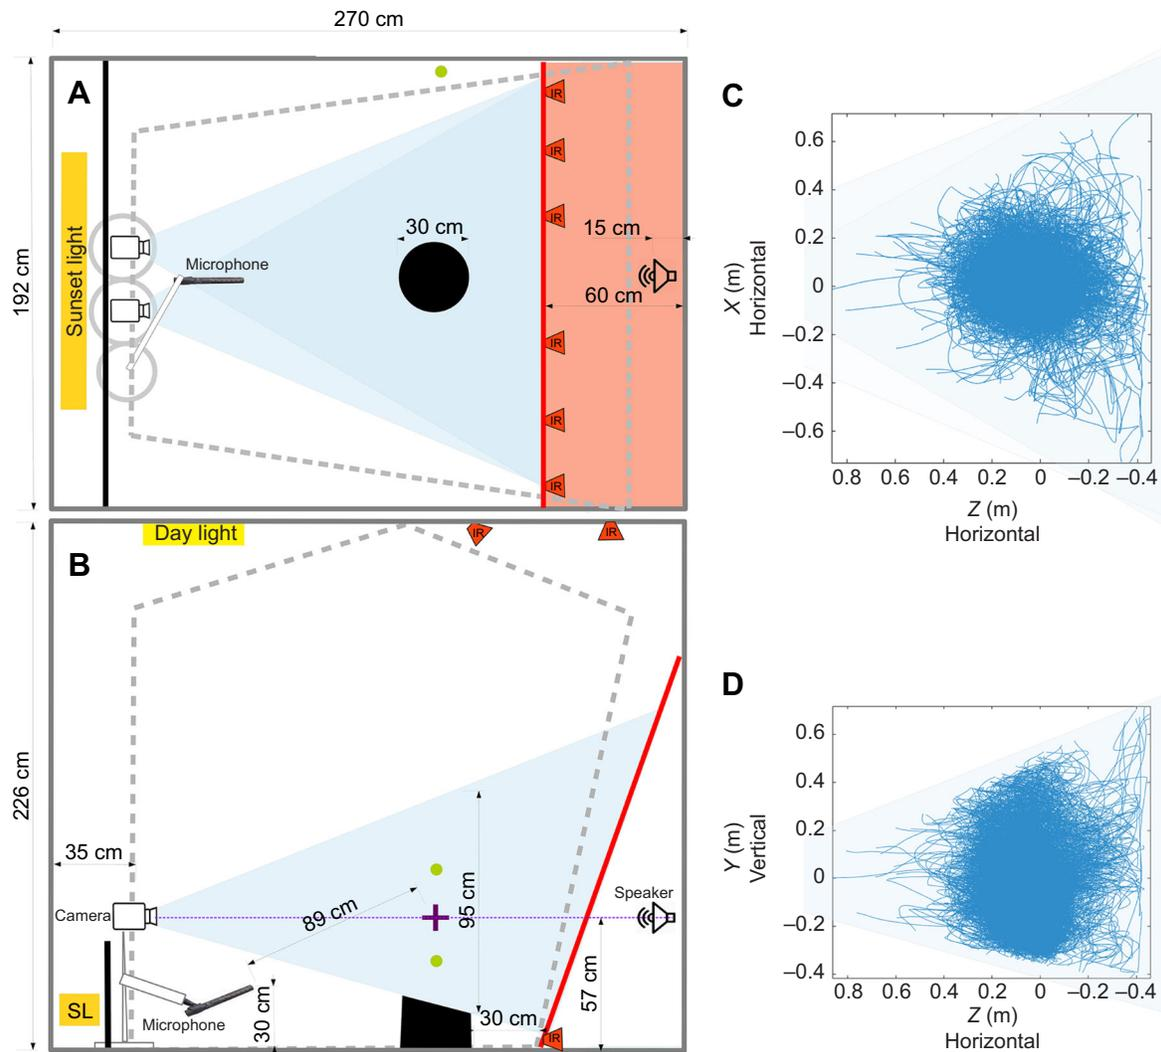 270 cm
A
192 cm
Sunset light
Microphone
30 cm
15 cm
60 cm
IR
IR
IR
IR
IR
IR
B
226 cm
Day light
IR
IR
35 cm
Camera
89 cm
95 cm
Speaker
SL
Microphone
30 cm
30 cm
57 cm
IR
C
X (m)
Horizontal
0.6
0.4
0.2
0
–0.2
–0.4
–0.6
0.8 0.6 0.4 0.2 0 –0.2 –0.4
Z (m)
Horizontal
D
Y (m)
Vertical
0.6
0.4
0.2
0
–0.2
–0.4
0.8 0.6 0.4 0.2 0 –0.2 –0.4
Z (m)
Horizontal